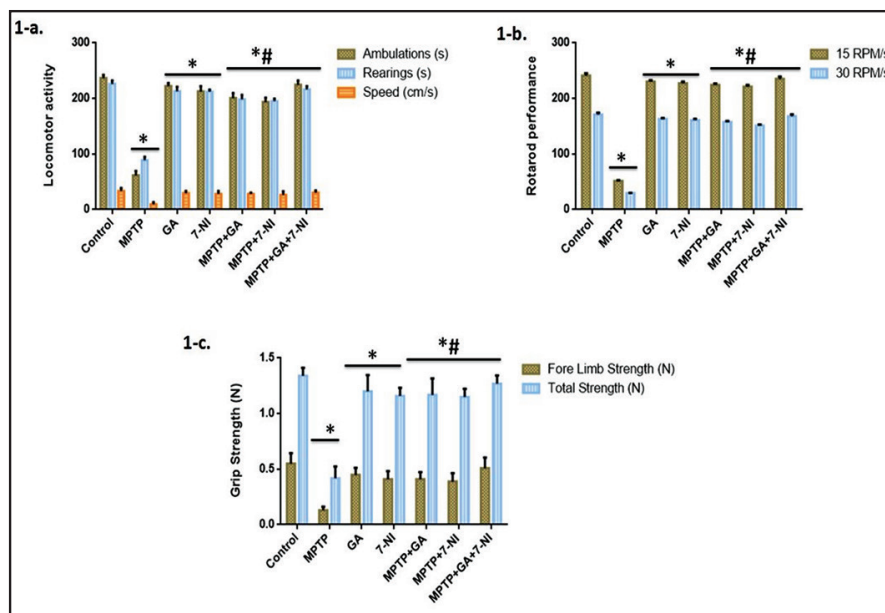 1-a.
300
200
100
0
Locomotor activity
Ambulations (s)
Rearings (s)
Speed (cm/s)
*
*
*#
Control
MPTP
GA
7-NI
MPTP+GA
MPTP+7-NI
MPTP+GA+7-NI
1-b.
300
200
100
0
Rotarod performance
15 RPM/s
30 RPM/s
*
*
*#
Control
MPTP
GA
7-NI
MPTP+GA
MPTP+7-NI
MPTP+GA+7-NI
1-c.
1.5
1.0
0.5
0.0
Grip Strength (N)
Fore Limb Strength (N)
Total Strength (N)
*
*
*#
Control
MPTP
GA
7-NI
MPTP+GA
MPTP+7-NI
MPTP+GA+7-NI